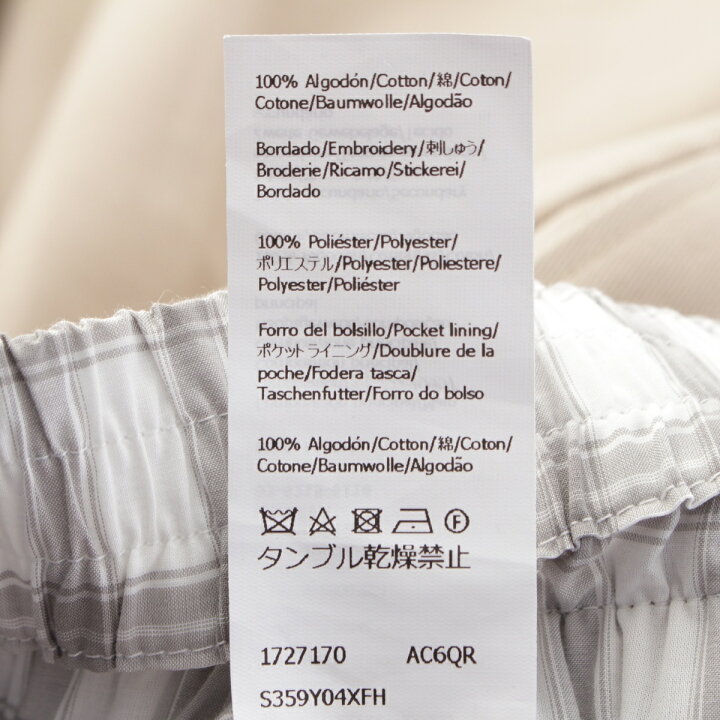 100% Algodón/Cotton/綿/Coton/
Cotone/Baumwolle/Algodão
Bordado/Embroidery/刺しゅう/
Broderie/Ricamo/Stickerei/
Bordado
100% Poliéster/Polyester/
ポリエステル/Polyester/Poliestere/
Polyester/Poliéster
Forro del bolsillo/Pocket lining/
ポケットライニング/Doublure de la
poche/Fodera tasca/
Taschenfutter/Forro do bolso
100% Algodón/Cotton/綿/Coton/
Cotone/Baumwolle/Algodão
F
タンブル乾燥禁止
1727170 AC6QR
S359Y04XFH